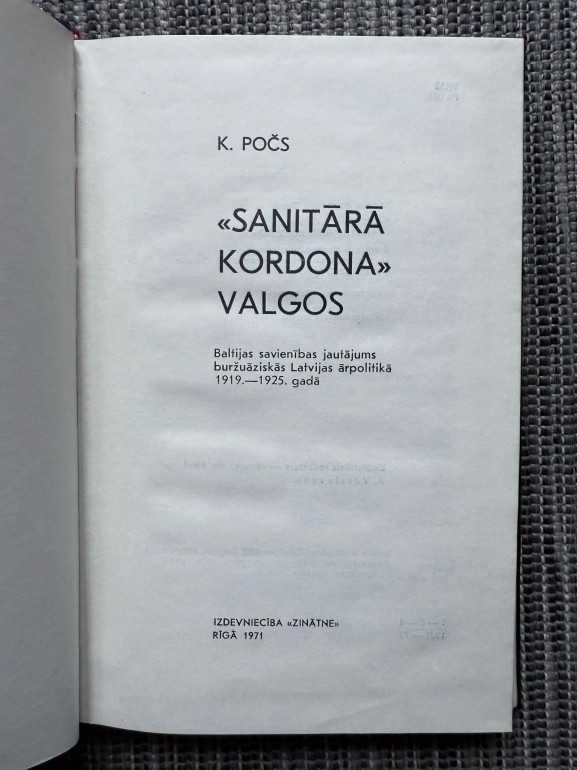 K. POČS
«SANITĀRĀ
KORDONA»
VALGOS
Baltijas savienības jautājums
buržuāziskās Latvijas ārpolitikā
1919.—1925. gadā
IZDEVNIECĪBA «ZINĀTNE»
RĪGĀ 1971